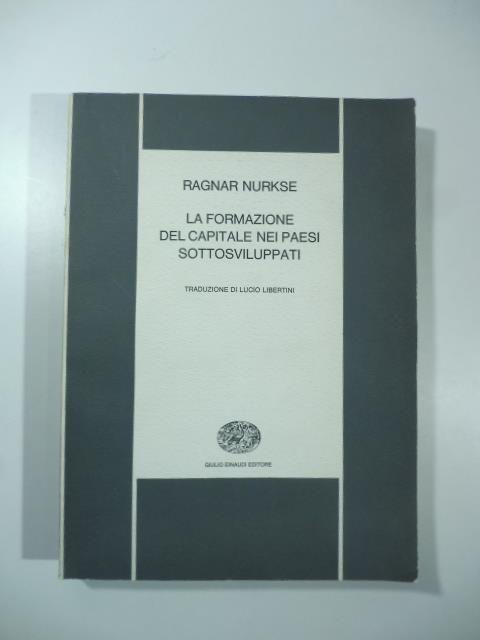 RAGNAR NURKSE
LA FORMAZIONE
DEL CAPITALE NEI PAESI
SOTTOSVILUPPATI
TRADUZIONE DI LUCIO LIBERTINI
GIULIO EINAUDI EDITORE